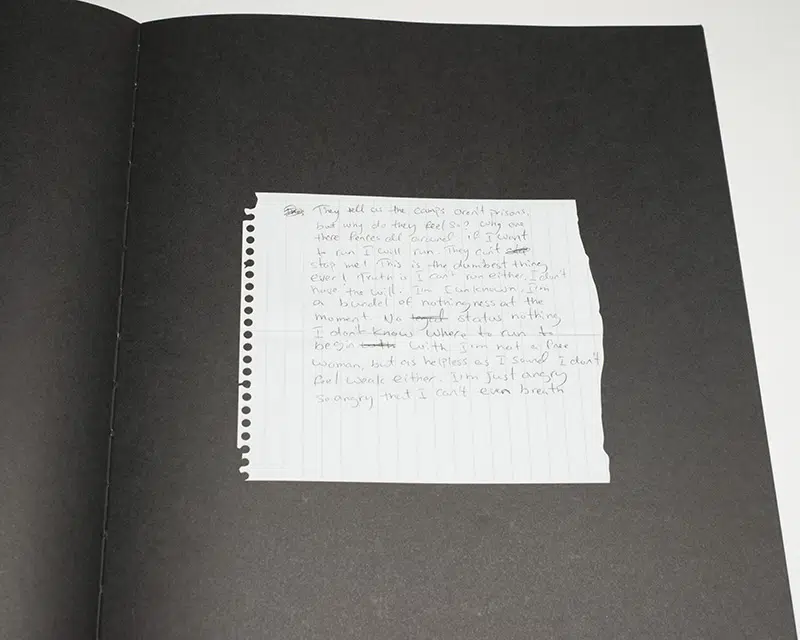 They tell us the camps aren't prisons,
but why do they feel so? Why are
there fences all around if I want
to run I will run. They can't
stop me! This is the dumbest thing
ever! Truth is I can't run either. I don't
have the will. I'm I unknown. I'm
a bundel of nothingness at the
moment. No status nothing
I don't know where to run to
begin with. I'm not a free
woman, but as helpless as I sound I don't
feel weak either. I'm just angry
so angry that I can't even breath